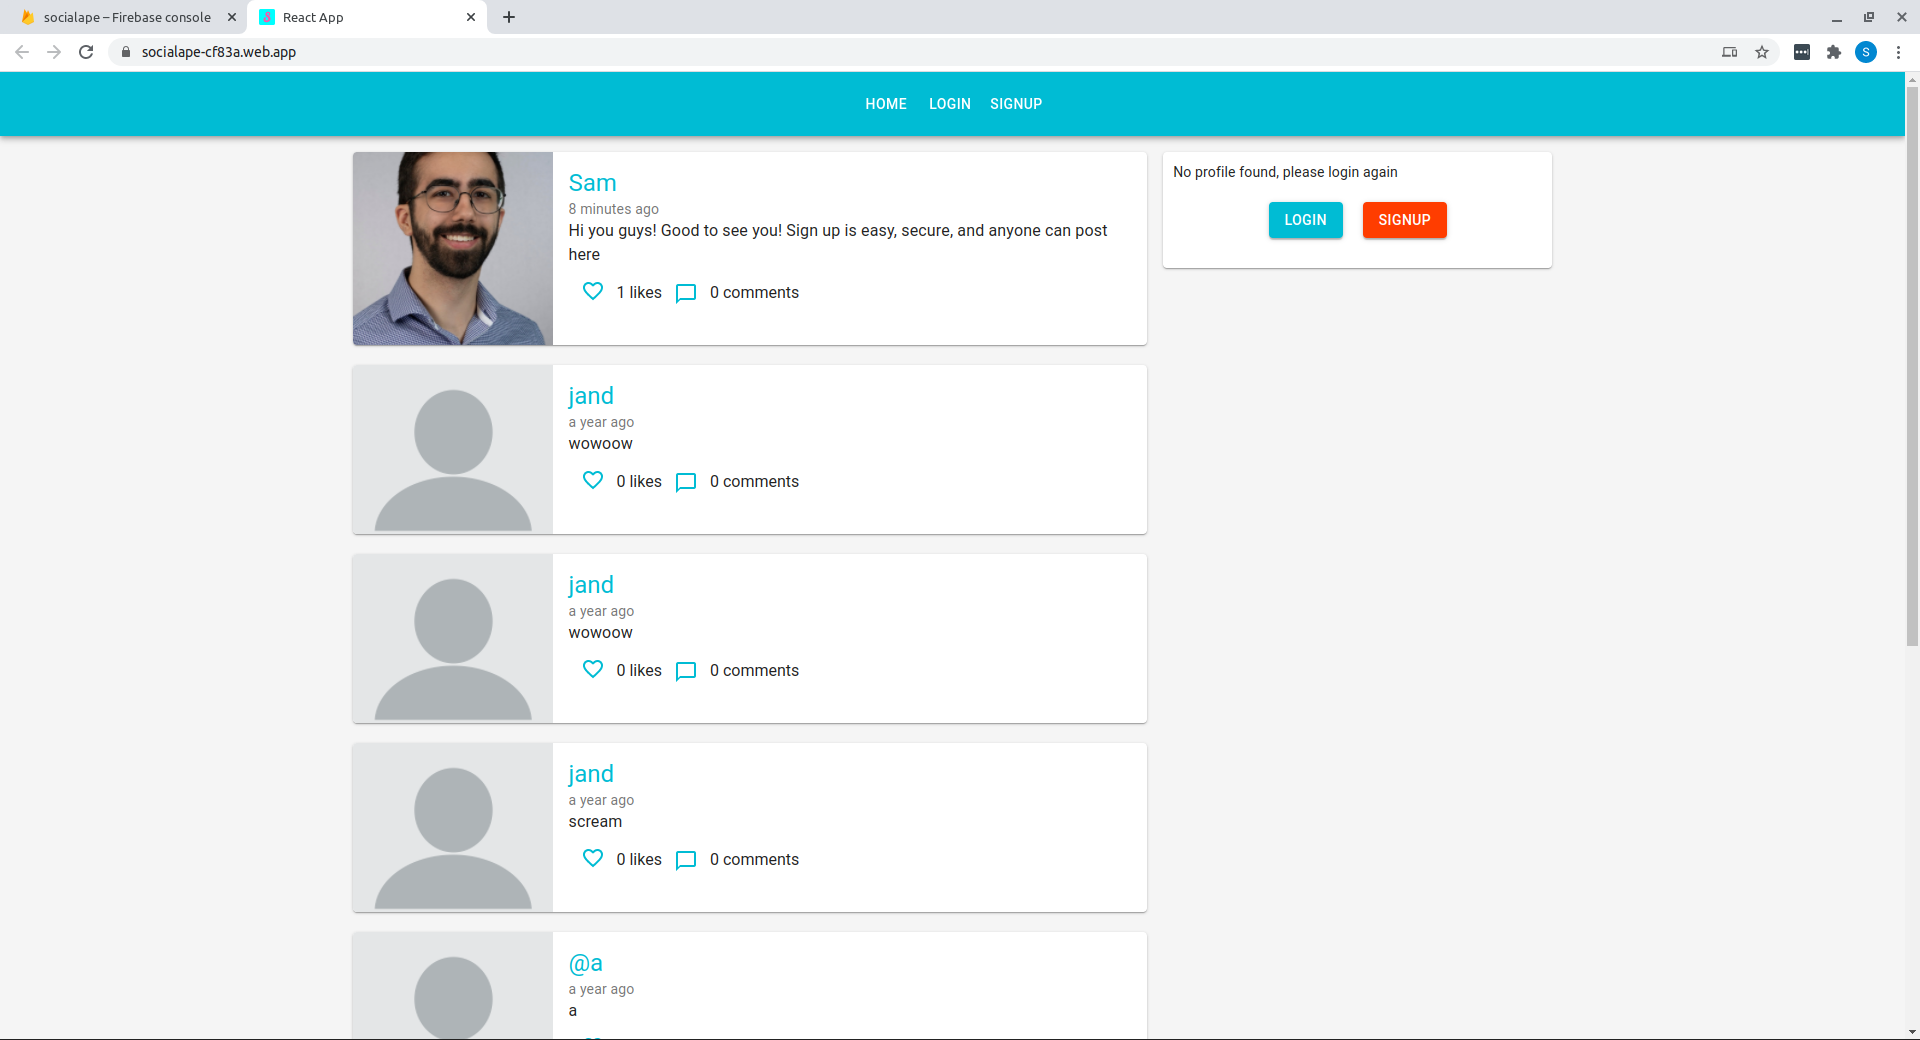 socialape – Firebase console
React App
socialape-cf83a.web.app
S
HOME LOGIN SIGNUP
Sam
8 minutes ago
Hi you guys! Good to see you! Sign up is easy, secure, and anyone can post
here
1 likes 0 comments
No profile found, please login again
LOGIN SIGNUP
jand
a year ago
wowoow
0 likes 0 comments
jand
a year ago
wowoow
0 likes 0 comments
jand
a year ago
scream
0 likes 0 comments
@a
a year ago
a